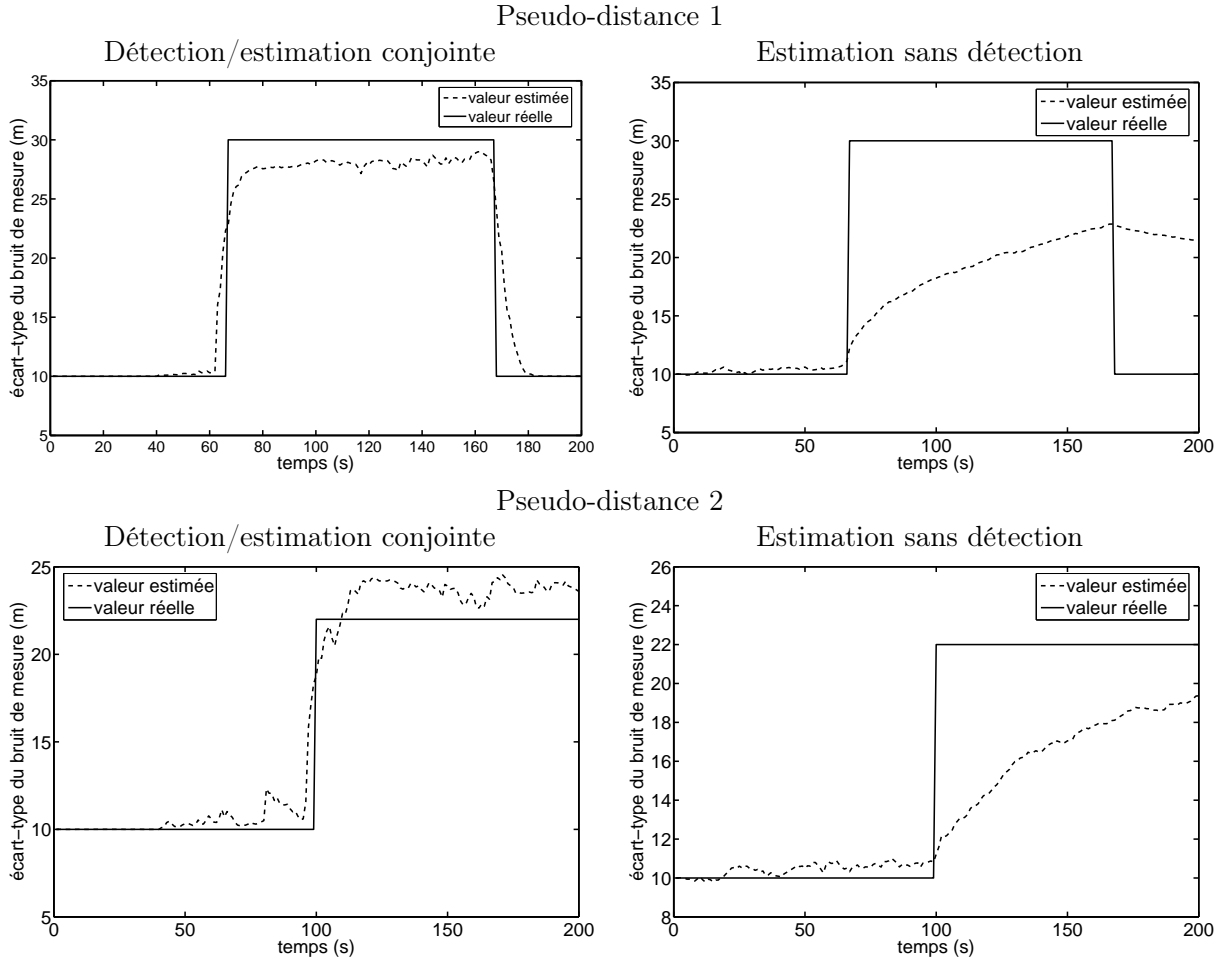 Pseudo-distance 1
Détection/estimation conjointe
Estimation sans détection
écart−type du bruit de mesure (m)
35
30
25
20
15
10
5
0 20 40 60 80 100 120 140 160 180 200
temps (s)
valeur estimée
valeur réelle
écart−type du bruit de mesure (m)
35
30
25
20
15
10
5
0 50 100 150 200
temps (s)
valeur estimée
valeur réelle
Pseudo-distance 2
Détection/estimation conjointe
Estimation sans détection
écart−type du bruit de mesure (m)
25
20
15
10
5
0 50 100 150 200
temps (s)
valeur estimée
valeur réelle
écart−type du bruit de mesure (m)
26
24
22
20
18
16
14
12
10
8
0 50 100 150 200
temps (s)
valeur estimée
valeur réelle